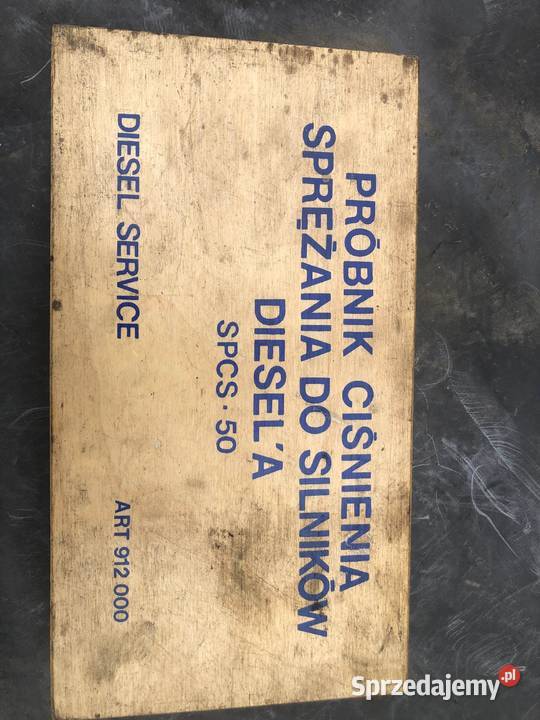 PRÓBNIK CIŚNIENIA
SPRĘŻANIA DO SILNIKÓW
DIESEL'A
SPCS · 50
DIESEL SERVICE
ART 912.000
Sprzedajemy.pl